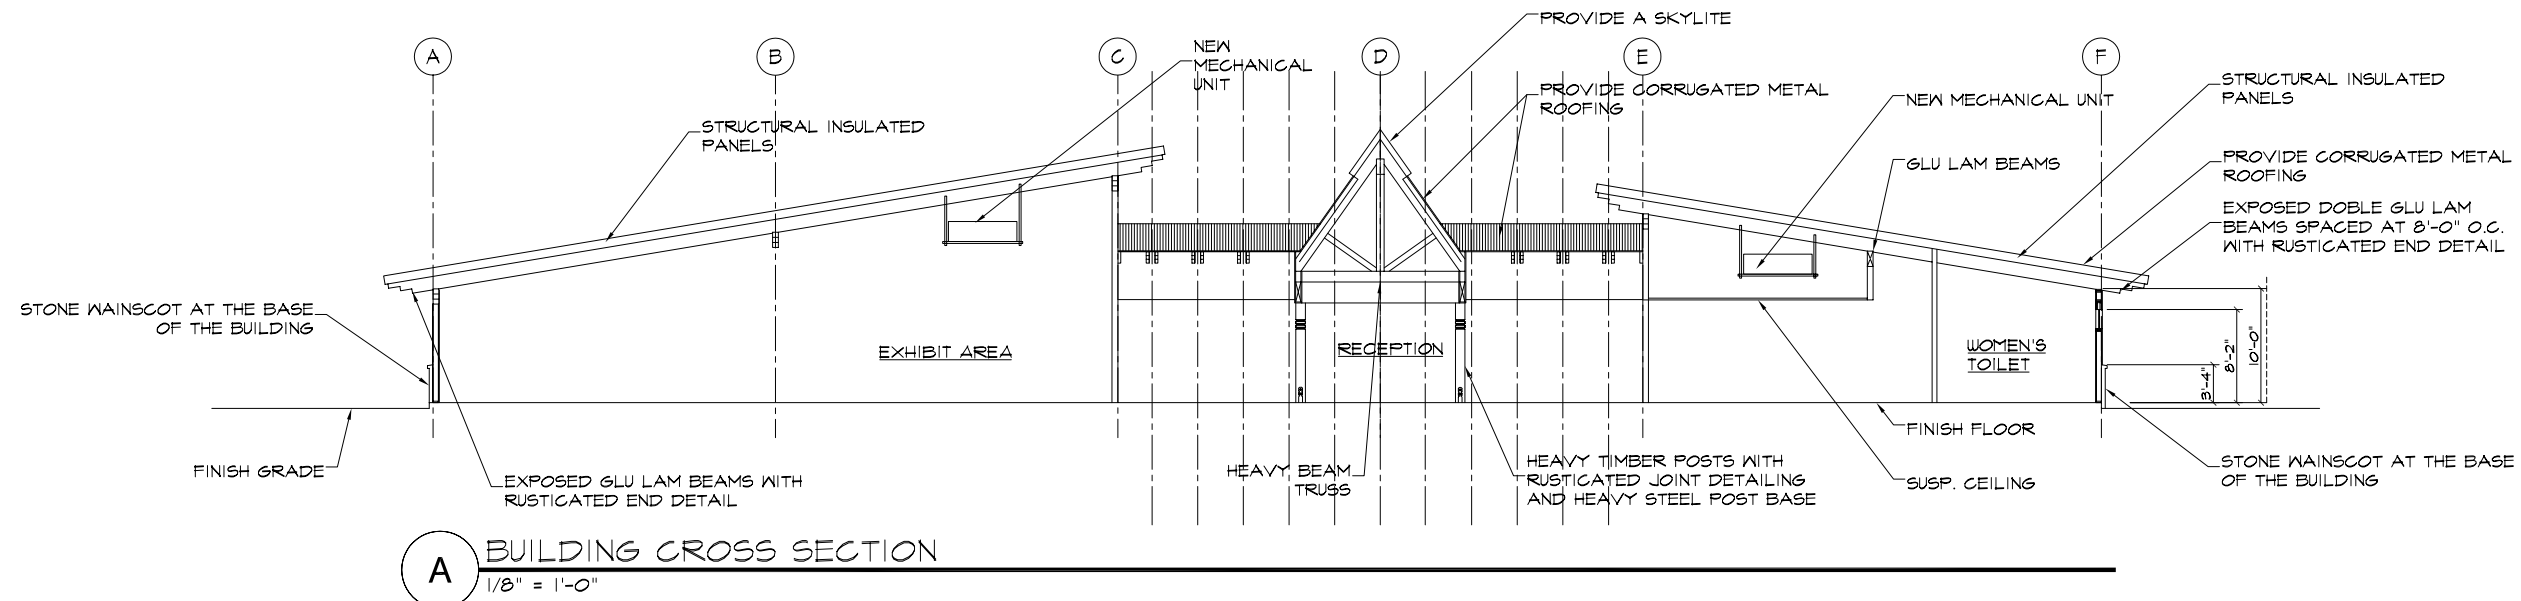 PROVIDE A SKYLITE
A
B
C
NEW
MECHANICAL
UNIT
D
E
F
STRUCTURAL INSULATED
PANELS
PROVIDE CORRUGATED METAL
ROOFING
NEW MECHANICAL UNIT
STRUCTURAL INSULATED
PANELS
GLU LAM BEAMS
PROVIDE CORRUGATED METAL
ROOFING
EXPOSED DOBLE GLU LAM
BEAMS SPACED AT 8'-0" O.C.
WITH RUSTICATED END DETAIL
STONE WAINSCOT AT THE BASE
OF THE BUILDING
EXHIBIT AREA
RECEPTION
WOMEN'S
TOILET
3'-4"
8'-2"
10'-0"
FINISH GRADE
EXPOSED GLU LAM BEAMS WITH
RUSTICATED END DETAIL
HEAVY BEAM
TRUSS
HEAVY TIMBER POSTS WITH
RUSTICATED JOINT DETAILING
AND HEAVY STEEL POST BASE
FINISH FLOOR
SUSP. CEILING
STONE WAINSCOT AT THE BASE
OF THE BUILDING
A
BUILDING CROSS SECTION
1/8" = 1'-0"